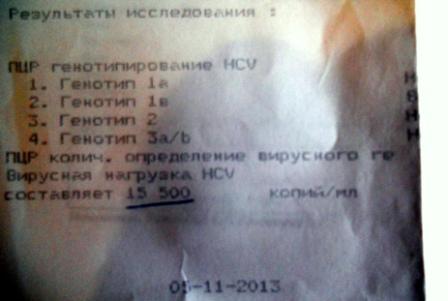 Результаты исследования :
ПЦР генотипирование HCV
1. Генотип 1а
2. Генотип 1в
3. Генотип 2
4. Генотип 3а/b
ПЦР колич. определение вирусного ге
Вирусная нагрузка HCV
составляет 15 500 копий/мл
05-11-2013